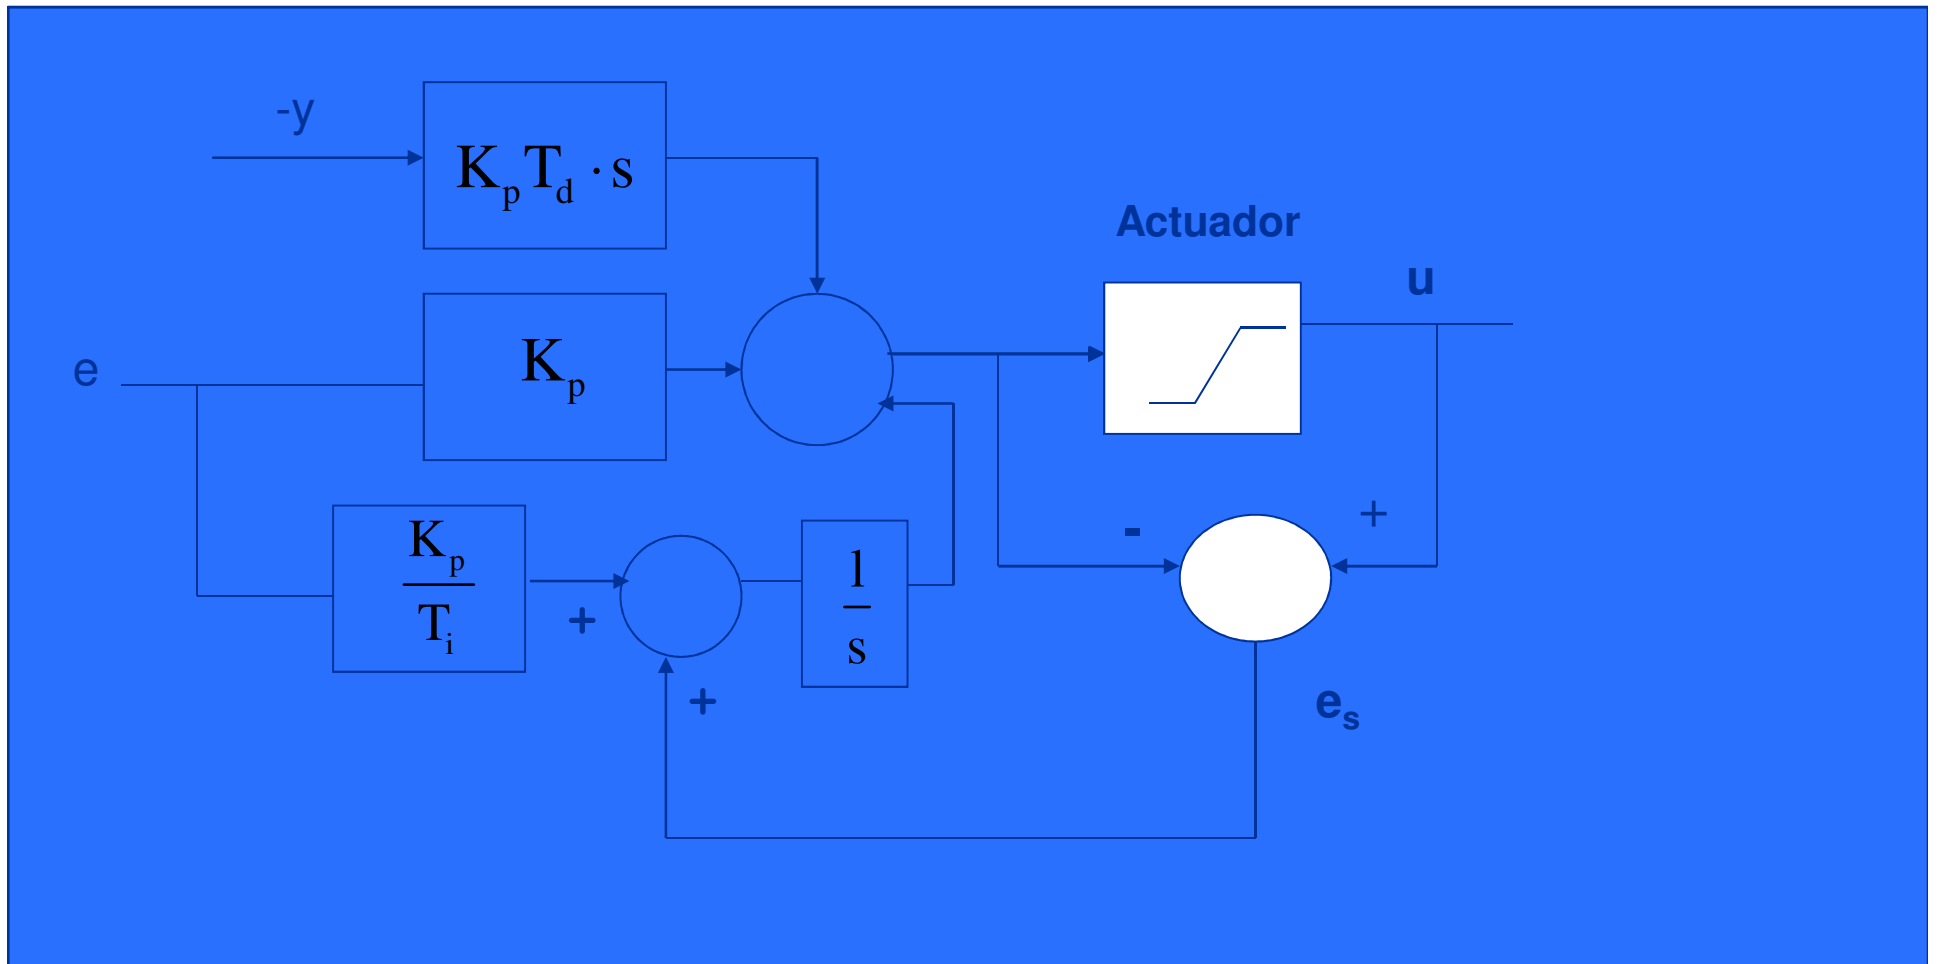 -y
KpTd · s
Actuador
u
e
Kp
Kp
Ti
+
+
1
s
-
+
es